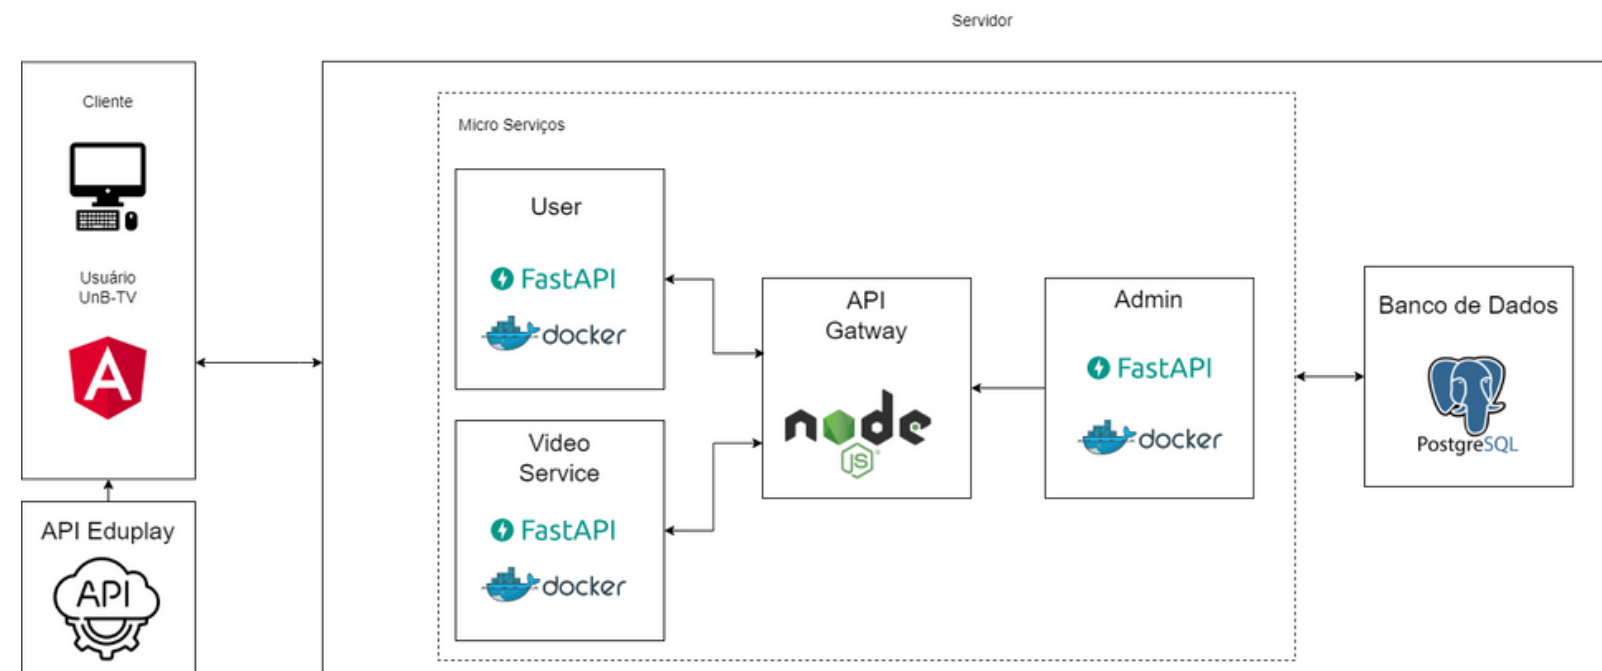 Servidor
Cliente
Usuário
UnB-TV
API Eduplay
API
Micro Serviços
User
FastAPI
docker
Video
Service
FastAPI
docker
API
Gatway
node
JS
Admin
FastAPI
docker
Banco de Dados
PostgreSQL